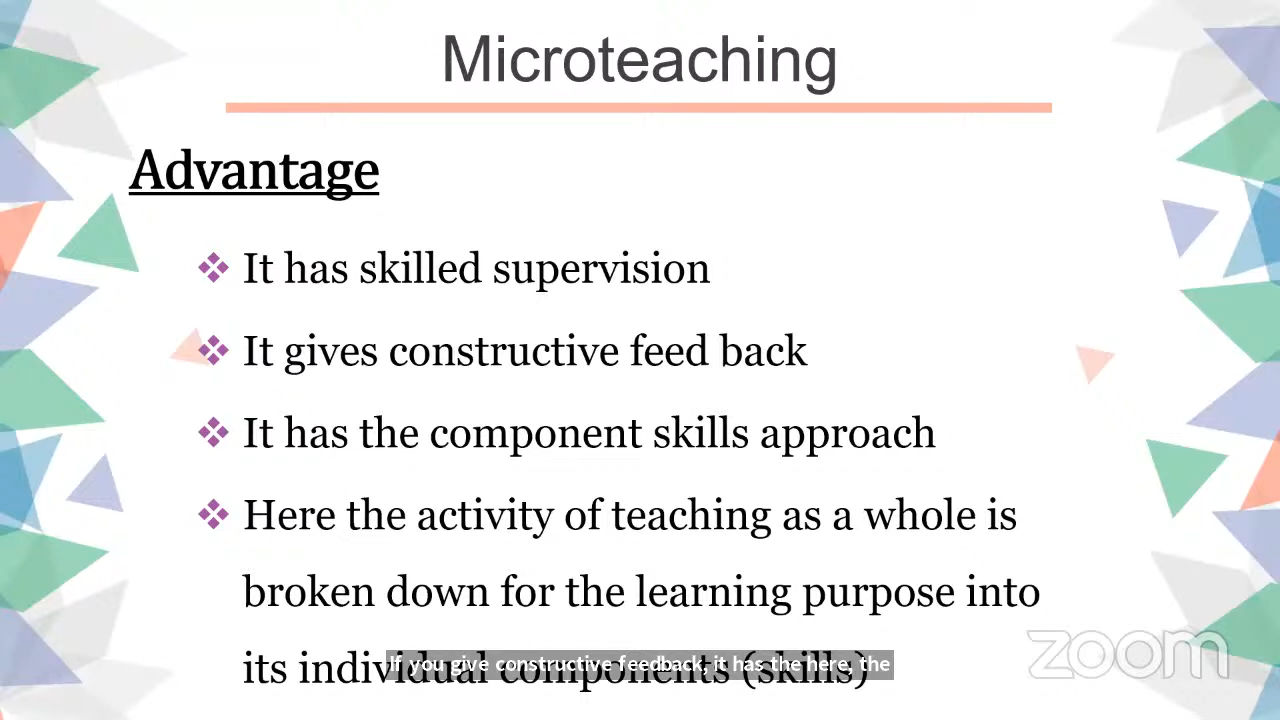 Microteaching
Advantage
❖ It has skilled supervision
❖ It gives constructive feed back
❖ It has the component skills approach
❖ Here the activity of teaching as a whole is
broken down for the learning purpose into
its individual components (skills)
If you give constructive feedback, it has the here, the
zoom